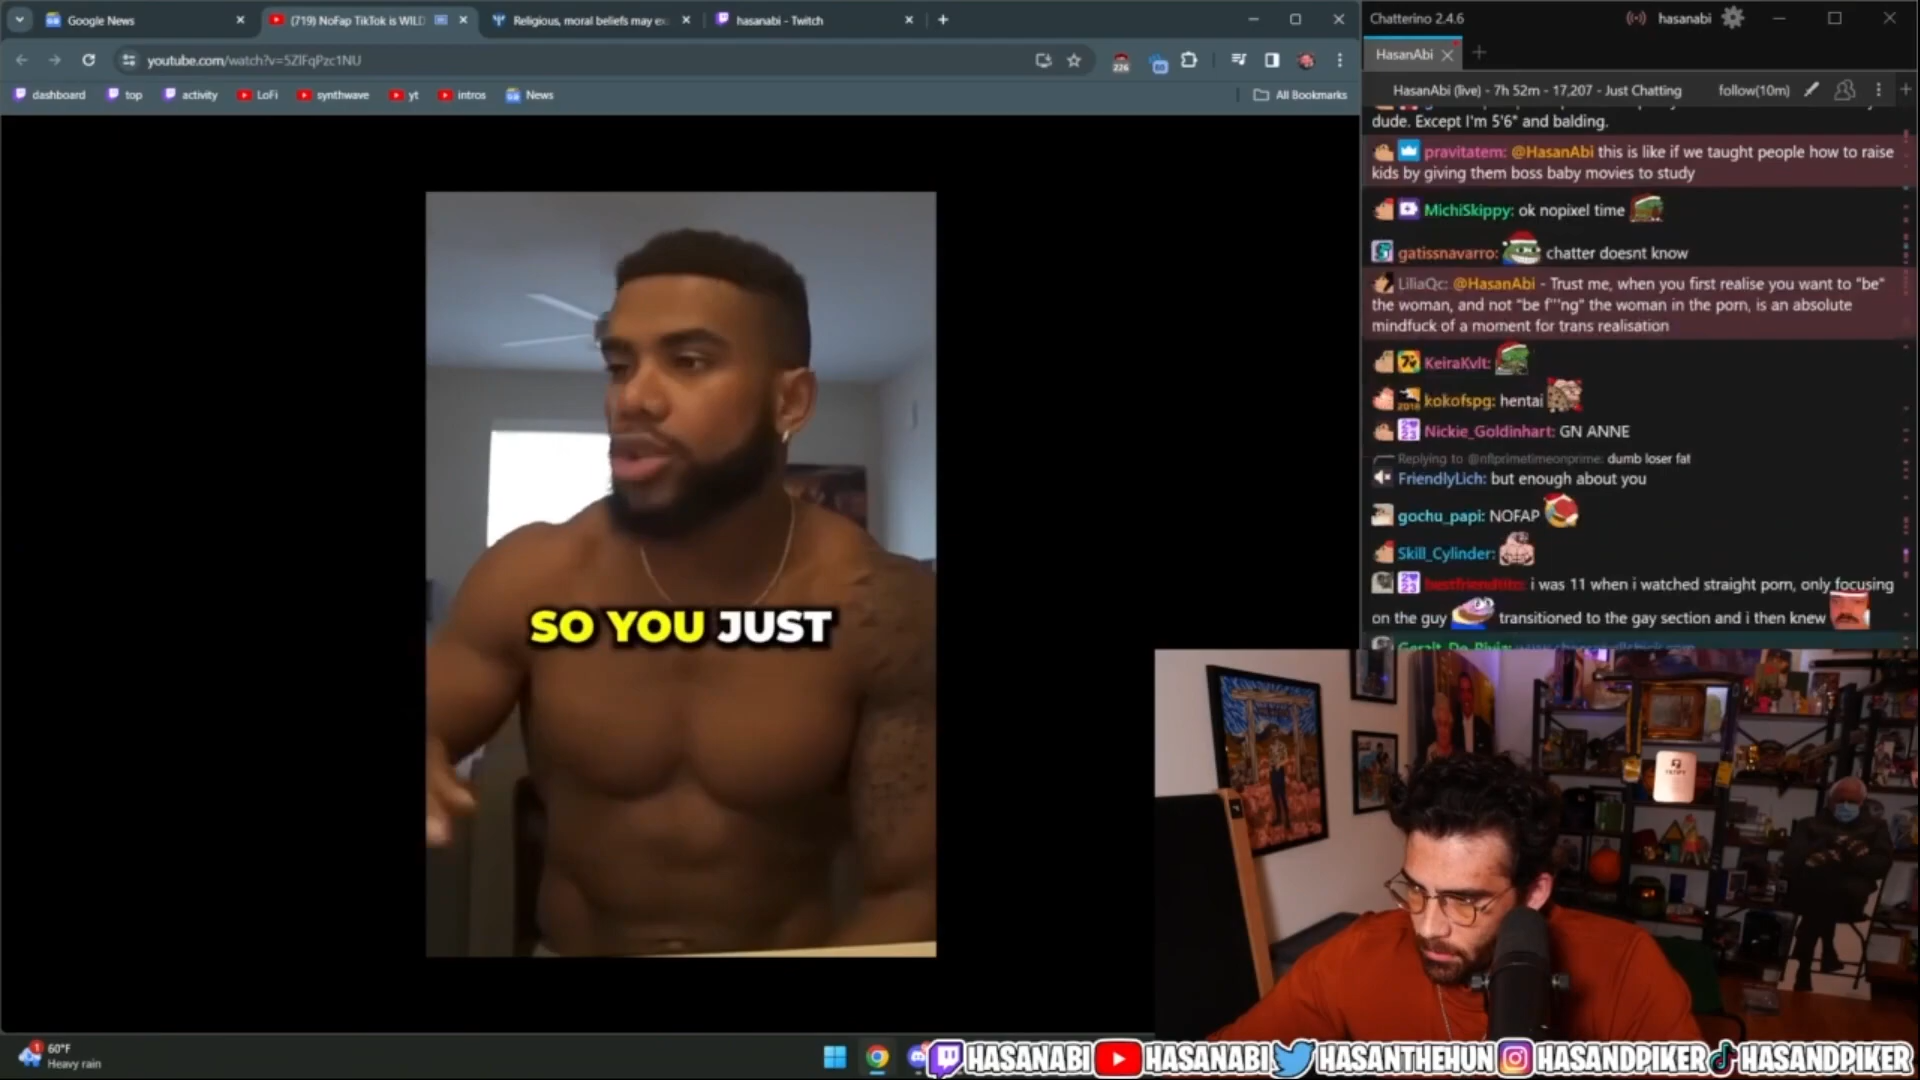 Google News
(719) NoFap TikTok is WILD
Religious, moral beliefs may ex
hasanabi - Twitch
youtube.com/watch?v=5ZlFqPzc1NU
226
dashboard
top
activity
LoFi
synthwave
yt
intros
News
All Bookmarks
SO YOU JUST
Chatterino 2.4.6
hasanabi
HasanAbi
HasanAbi (live) - 7h 52m - 17,207 - Just Chatting
follow(10m)
dude. Except I'm 5'6" and balding.
pravitatem: @HasanAbi this is like if we taught people how to raise
kids by giving them boss baby movies to study
MichiSkippy: ok nopixel time
gatissnavarro: chatter doesnt know
LiliaQc: @HasanAbi - Trust me, when you first realise you want to "be"
the woman, and not "be f'''ng" the woman in the porn, is an absolute
mindfuck of a moment for trans realisation
KeiraKvlt:
kokofspg: hentai
Nickie_Goldinhart: GN ANNE
Replying to @nflprimetimeonprime: dumb loser fat
FriendlyLich: but enough about you
gochu_papi: NOFAP
Skill_Cylinder:
i was 11 when i watched straight porn, only focusing
on the guy transitioned to the gay section and i then knew
60°F
Heavy rain
HASANABI
HASANABI
HASANTHEHUN
HASANDPIKER
HASANDPIKER